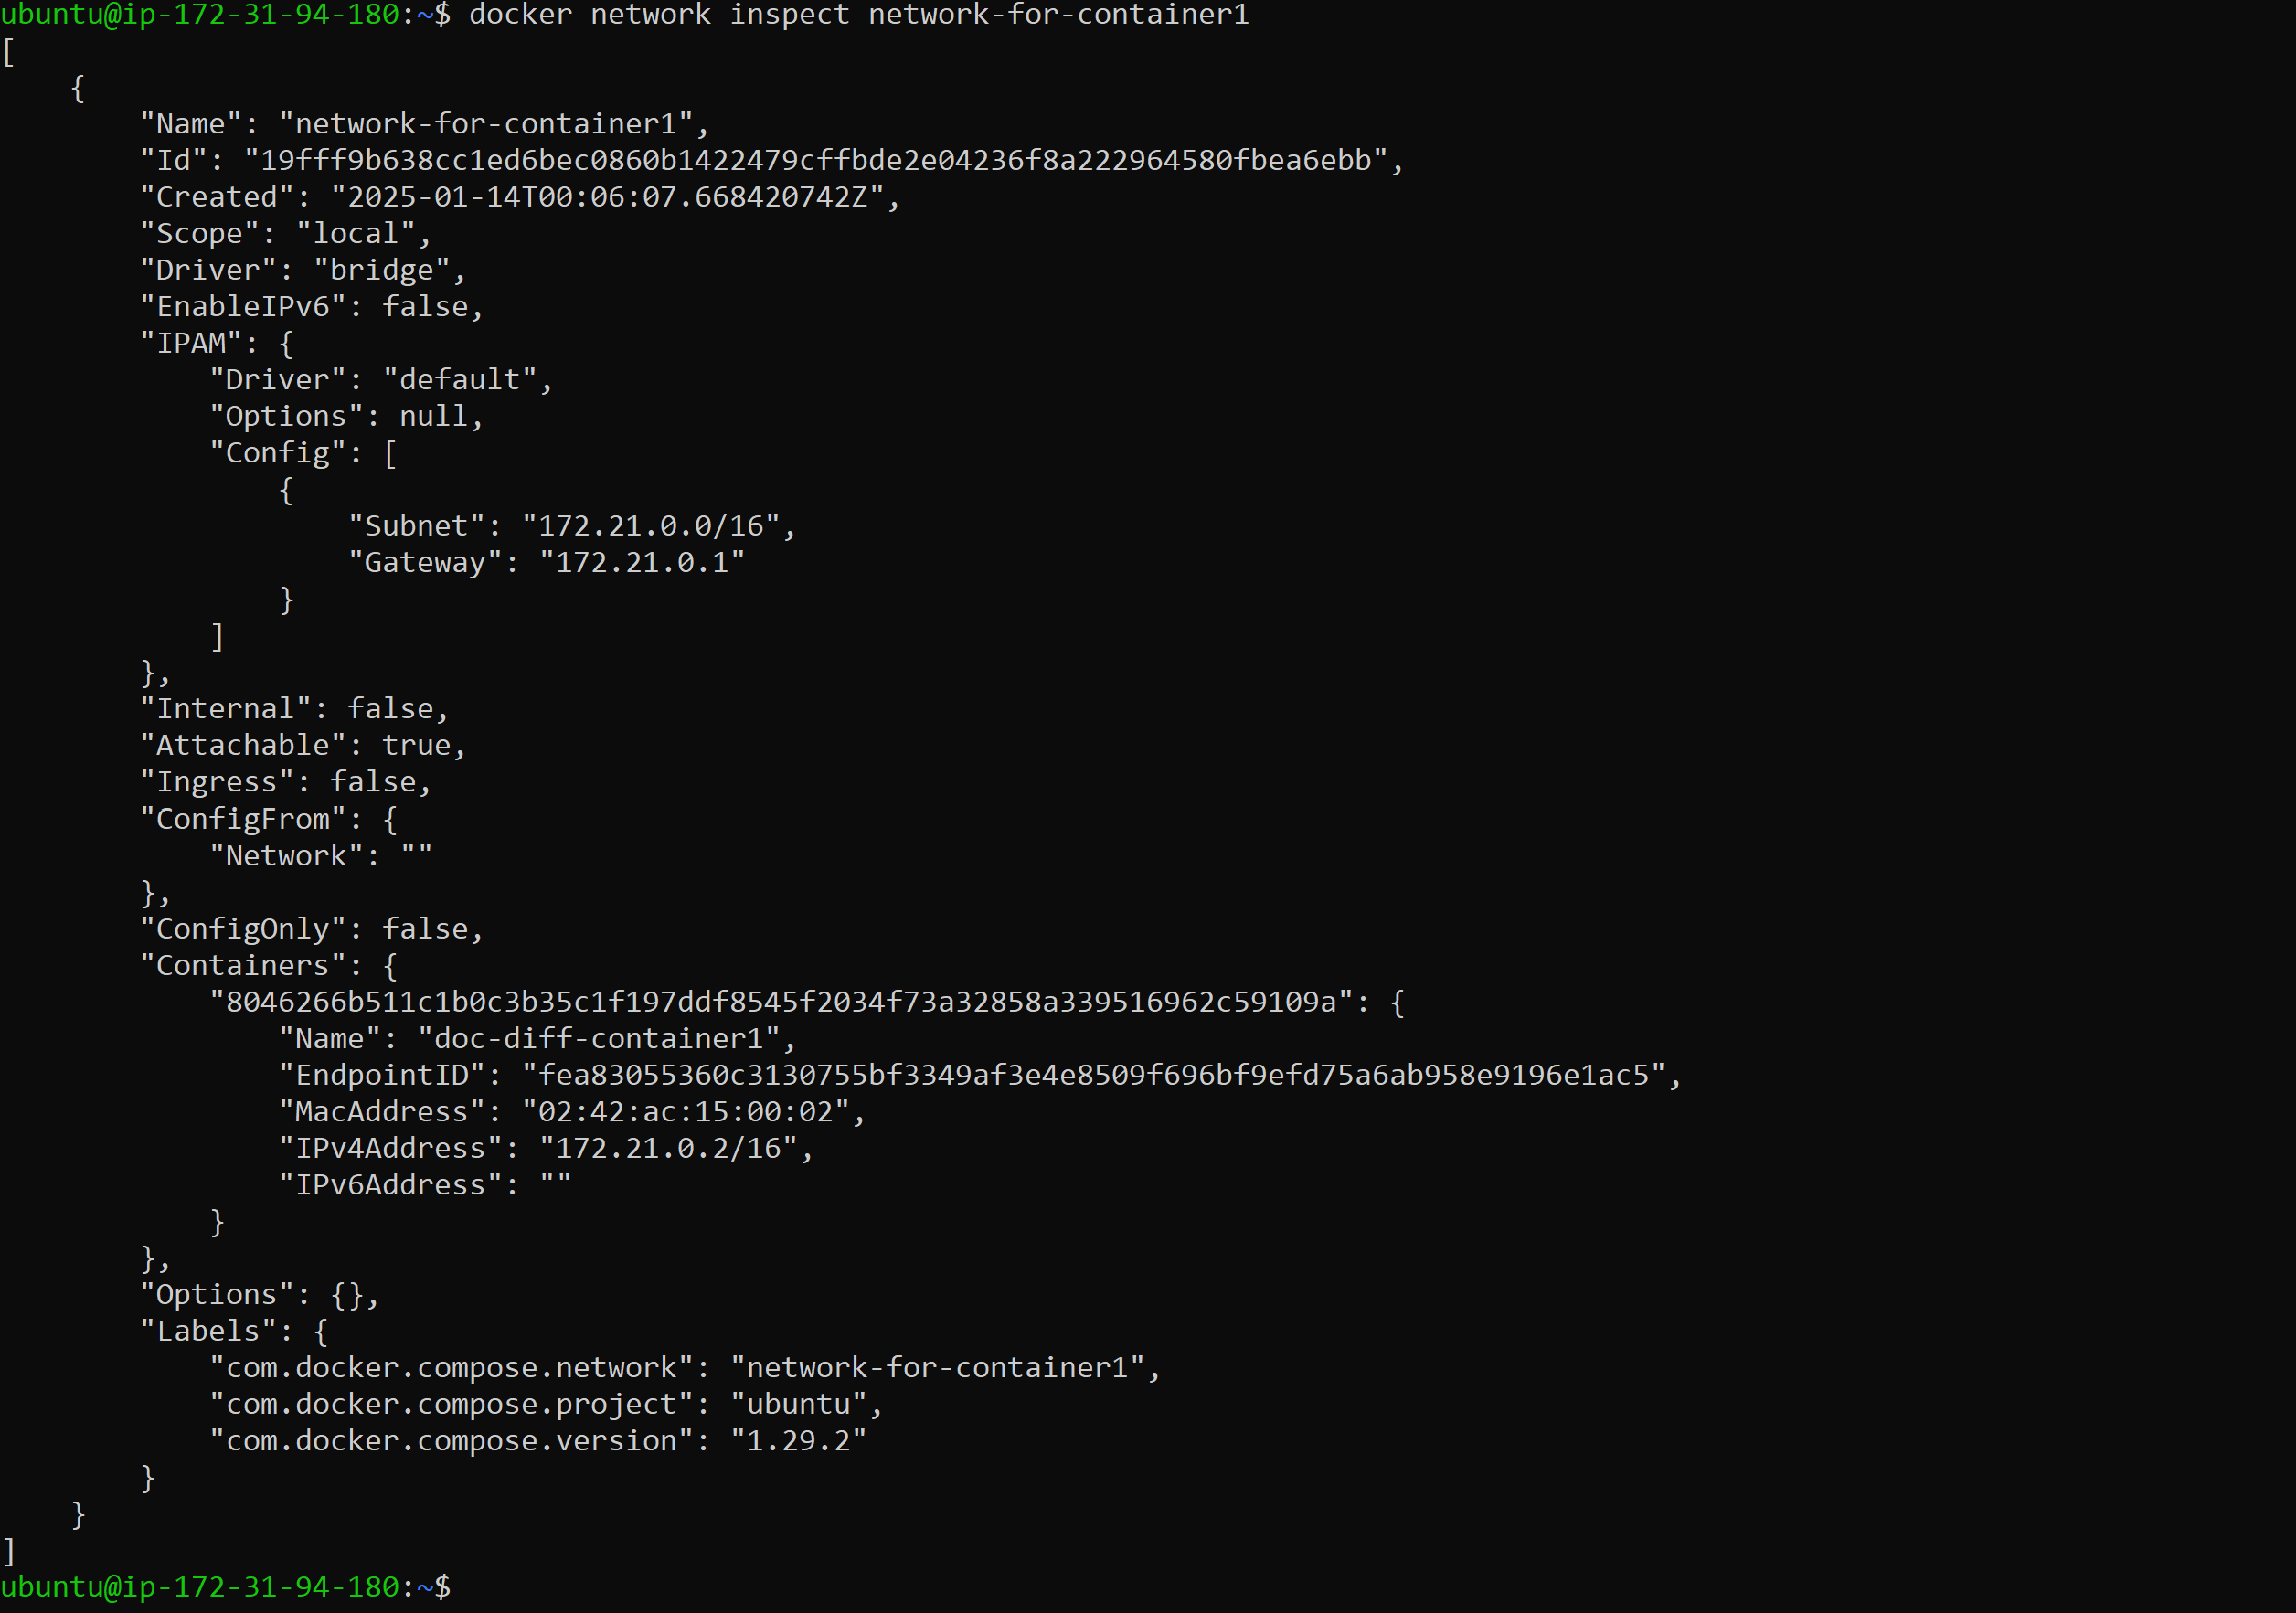 ubuntu@ip-172-31-94-180:~$ docker network inspect network-for-container1
[
    {
        "Name": "network-for-container1",
        "Id": "19fff9b638cc1ed6bec0860b1422479cffbde2e04236f8a222964580fbea6ebb",
        "Created": "2025-01-14T00:06:07.668420742Z",
        "Scope": "local",
        "Driver": "bridge",
        "EnableIPv6": false,
        "IPAM": {
            "Driver": "default",
            "Options": null,
            "Config": [
                {
                    "Subnet": "172.21.0.0/16",
                    "Gateway": "172.21.0.1"
                }
            ]
        },
        "Internal": false,
        "Attachable": true,
        "Ingress": false,
        "ConfigFrom": {
            "Network": ""
        },
        "ConfigOnly": false,
        "Containers": {
            "8046266b511c1b0c3b35c1f197ddf8545f2034f73a32858a339516962c59109a": {
                "Name": "doc-diff-container1",
                "EndpointID": "fea83055360c3130755bf3349af3e4e8509f696bf9efd75a6ab958e9196e1ac5",
                "MacAddress": "02:42:ac:15:00:02",
                "IPv4Address": "172.21.0.2/16",
                "IPv6Address": ""
            }
        },
        "Options": {},
        "Labels": {
            "com.docker.compose.network": "network-for-container1",
            "com.docker.compose.project": "ubuntu",
            "com.docker.compose.version": "1.29.2"
        }
    }
]
ubuntu@ip-172-31-94-180:~$